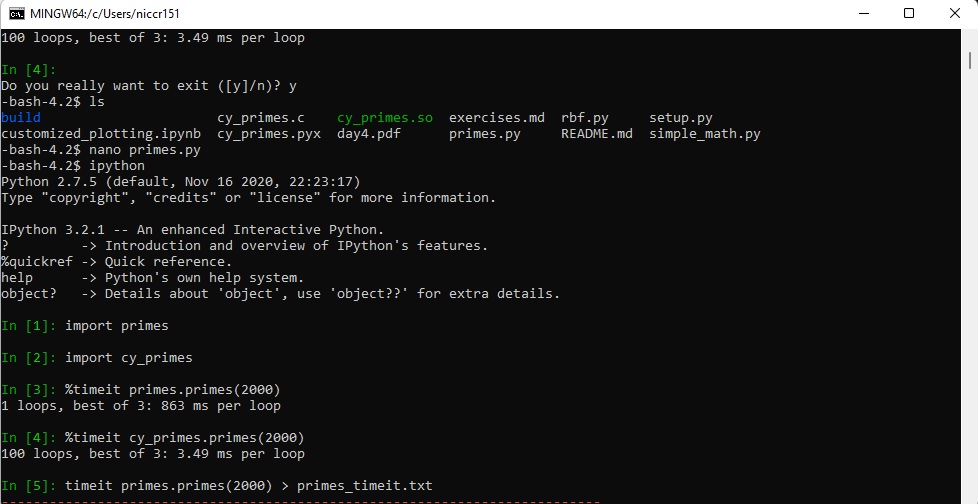 MINGW64:/c/Users/niccr151
100 loops, best of 3: 3.49 ms per loop
In [4]:
Do you really want to exit ([y]/n)? y
-bash-4.2$ ls
build                      cy_primes.c    cy_primes.so  exercises.md  rbf.py     setup.py
customized_plotting.ipynb  cy_primes.pyx  day4.pdf      primes.py     README.md  simple_math.py
-bash-4.2$ nano primes.py
-bash-4.2$ ipython
Python 2.7.5 (default, Nov 16 2020, 22:23:17)
Type "copyright", "credits" or "license" for more information.
IPython 3.2.1 -- An enhanced Interactive Python.
?         -> Introduction and overview of IPython's features.
%quickref -> Quick reference.
help      -> Python's own help system.
object?   -> Details about 'object', use 'object??' for extra details.
In [1]: import primes
In [2]: import cy_primes
In [3]: %timeit primes.primes(2000)
1 loops, best of 3: 863 ms per loop
In [4]: %timeit cy_primes.primes(2000)
100 loops, best of 3: 3.49 ms per loop
In [5]: timeit primes.primes(2000) > primes_timeit.txt
---------------------------------------------------------------------------